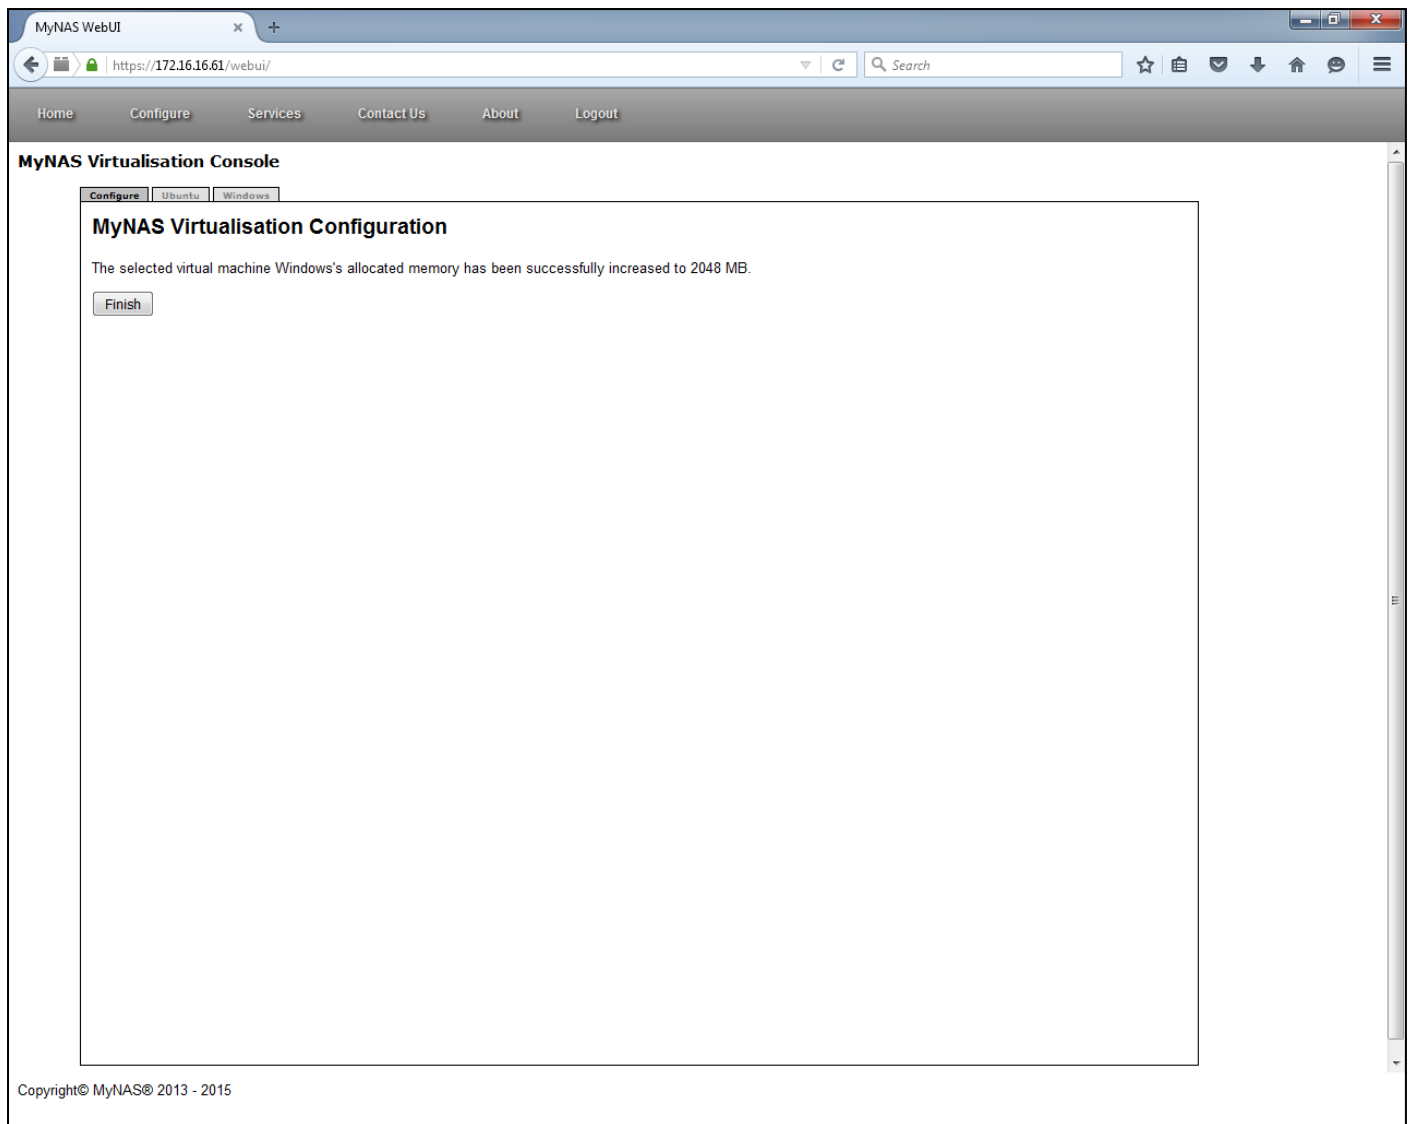 MyNAS WebUI
https://172.16.16.61/webui/
Search
Home Configure Services Contact Us About Logout
MyNAS Virtualisation Console
Configure Ubuntu Windows
MyNAS Virtualisation Configuration
The selected virtual machine Windows's allocated memory has been successfully increased to 2048 MB.
Finish
Copyright© MyNAS® 2013 - 2015